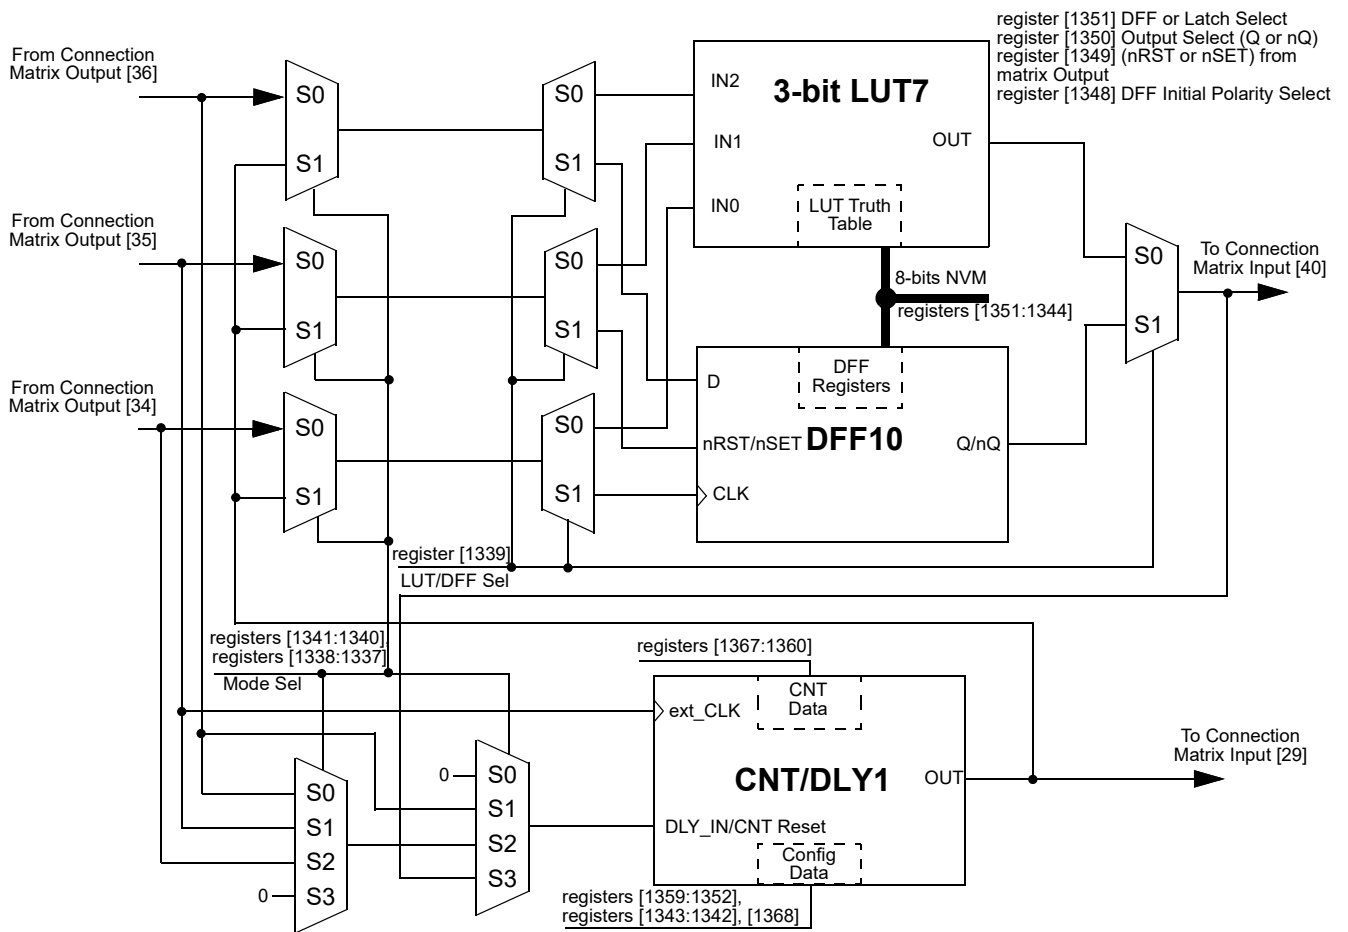 register [1351] DFF or Latch Select
register [1350] Output Select (Q or nQ)
register [1349] (nRST or nSET) from
matrix Output
register [1348] DFF Initial Polarity Select
From Connection
Matrix Output [36]
S0
S1
S0
S1
IN2
3-bit LUT7
IN1
OUT
IN0
LUT Truth
Table
From Connection
Matrix Output [35]
S0
S1
S0
S1
8-bits NVM
registers [1351:1344]
S0
S1
To Connection
Matrix Input [40]
From Connection
Matrix Output [34]
S0
S1
S0
S1
D
DFF
Registers
nRST/nSET
DFF10
Q/nQ
CLK
register [1339]
LUT/DFF Sel
registers [1341:1340],
registers [1338:1337]
Mode Sel
registers [1367:1360]
ext_CLK
CNT
Data
To Connection
Matrix Input [29]
0
S0
S1
S2
S3
S0
S1
S2
S3
0
CNT/DLY1
OUT
DLY_IN/CNT Reset
Config
Data
registers [1359:1352],
registers [1343:1342], [1368]